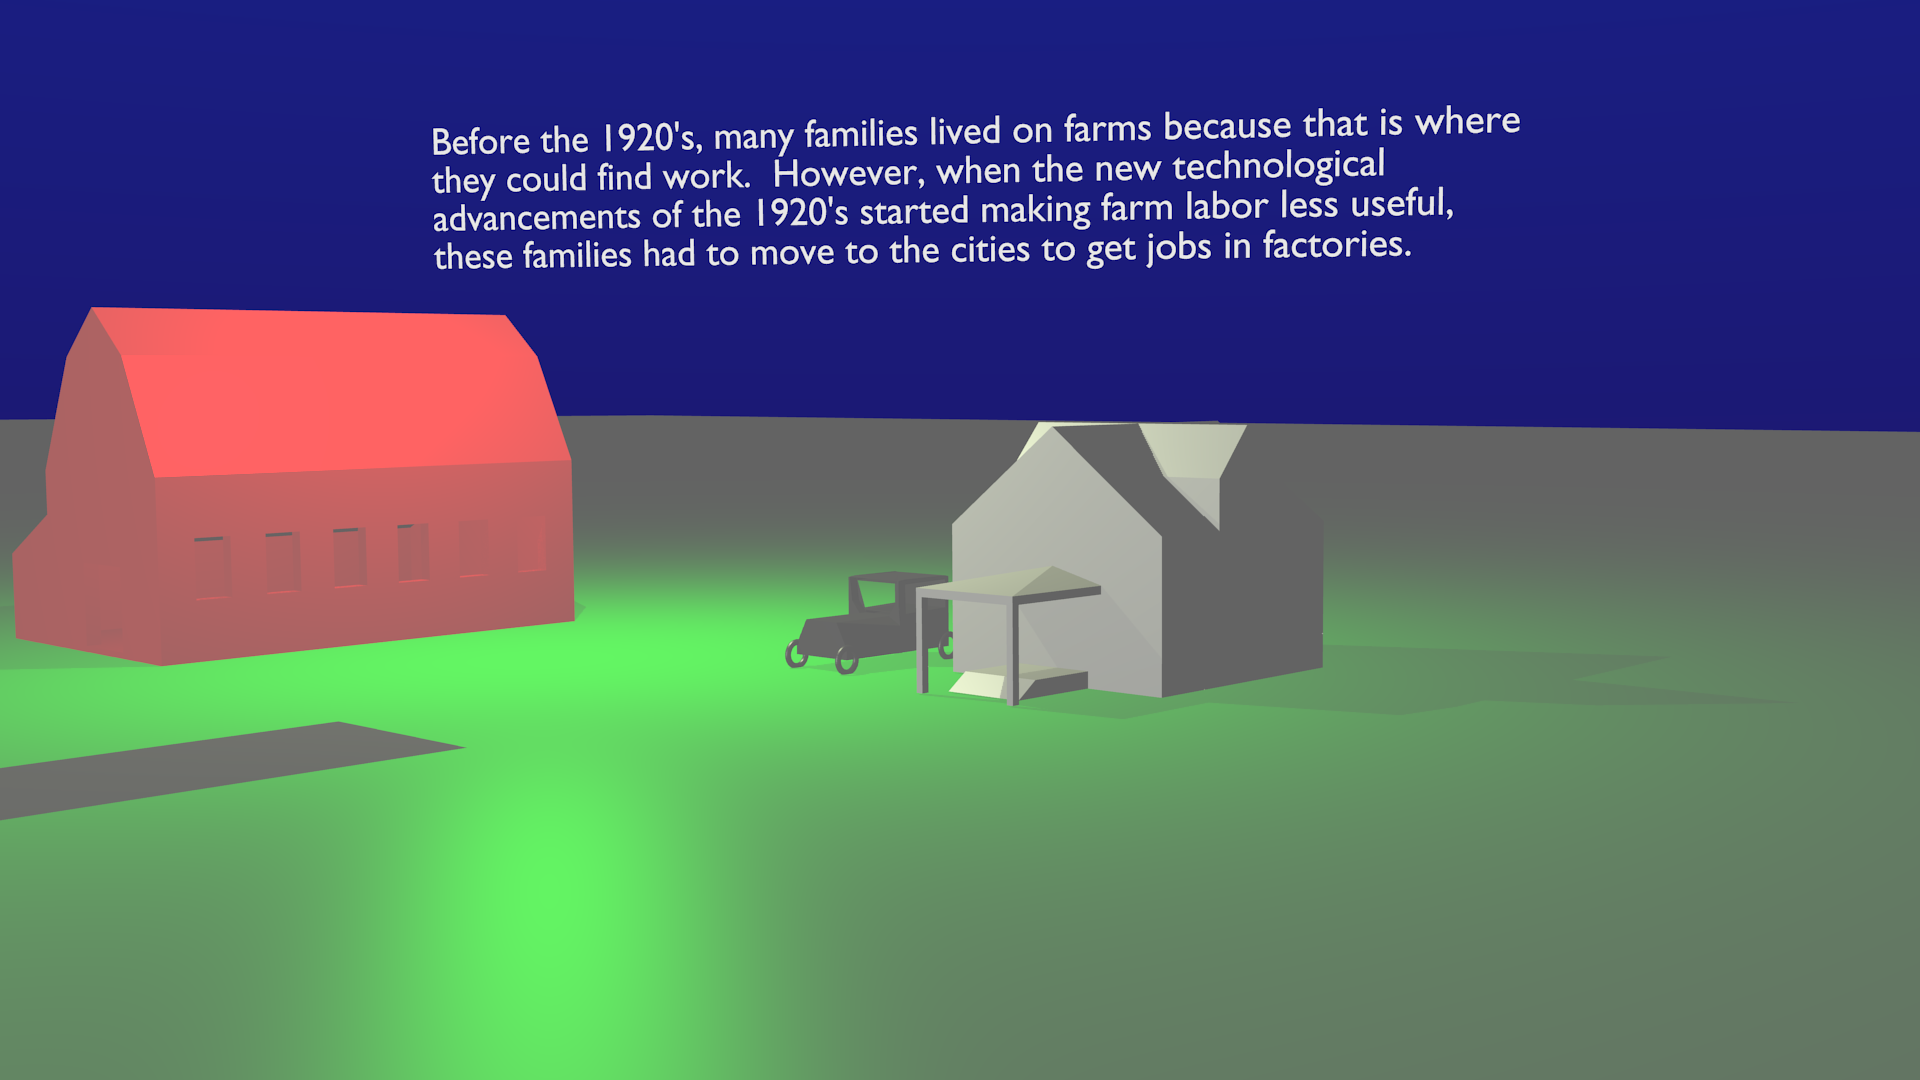 Before the 1920's, many families lived on farms because that is where
they could find work.  However, when the new technological
advancements of the 1920's started making farm labor less useful,
these families had to move to the cities to get jobs in factories.